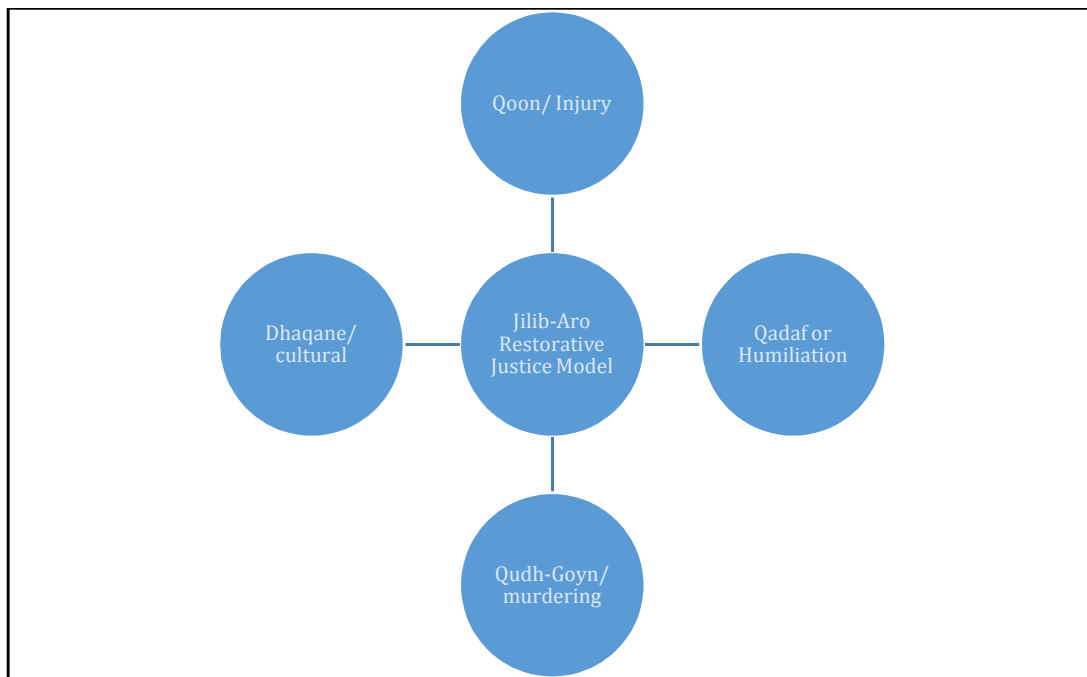 Qoon/ Injury
Dhaqane/
cultural
Jilib-Aro
Restorative
Justice Model
Qadaf or
Humiliation
Qudh-Goyn/
murdering